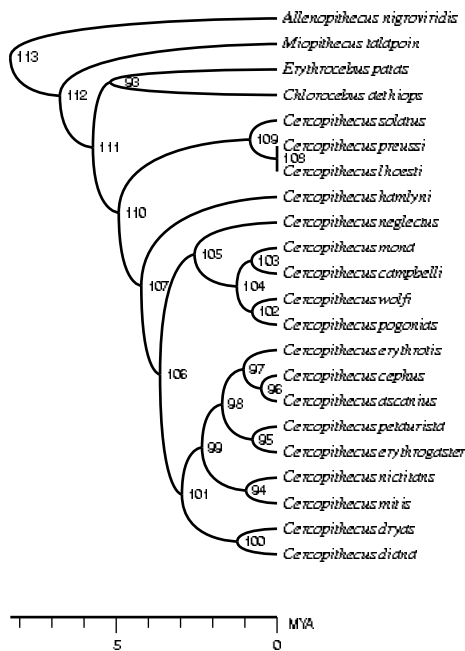 Allenopithecus nigroviridis
113
Miopithecus talapoin
112
Erythrocebus patas
93
Chlorocebus aethiops
111
Cercopithecus solatus
109
Cercopithecus preussi
108
Cercopithecus lhoesti
110
Cercopithecus hamlyni
Cercopithecus neglectus
105
Cercopithecus mona
103
Cercopithecus campbelli
107
104
Cercopithecus wolfi
102
Cercopithecus pogonias
Cercopithecus erythrotis
97
106
Cercopithecus cephus
96
Cercopithecus ascanius
98
Cercopithecus petaurista
95
Cercopithecus erythrogaster
99
Cercopithecus nictitans
94
101
Cercopithecus mitis
Cercopithecus dryas
100
Cercopithecus diana
MYA
5
0